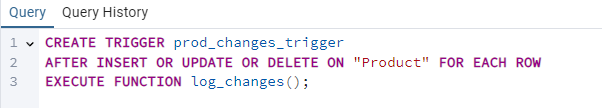 Query Query History
1 CREATE TRIGGER prod_changes_trigger
2 AFTER INSERT OR UPDATE OR DELETE ON "Product" FOR EACH ROW
3 EXECUTE FUNCTION log_changes();